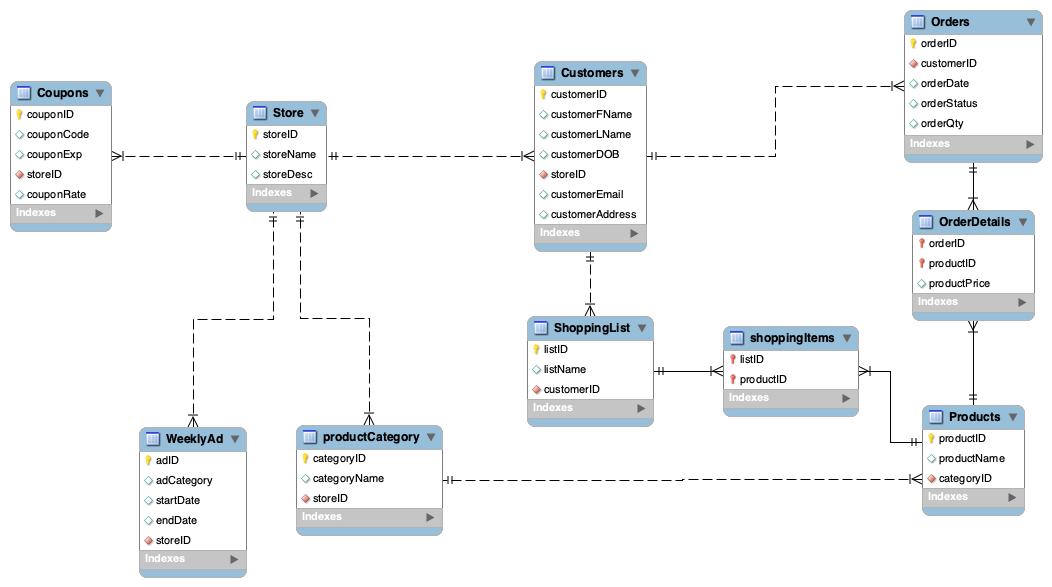 Orders
orderID
customerID
orderDate
orderStatus
orderQty
Indexes
Customers
customerID
customerFName
customerLName
customerDOB
storeID
customerEmail
customerAddress
Indexes
Coupons
couponID
couponCode
couponExp
storeID
couponRate
Indexes
Store
storeID
storeName
storeDesc
Indexes
OrderDetails
orderID
productID
productPrice
Indexes
ShoppingList
listID
listName
customerID
Indexes
shoppingItems
listID
productID
Indexes
Products
productID
productName
categoryID
Indexes
WeeklyAd
adID
adCategory
startDate
endDate
storeID
Indexes
productCategory
categoryID
categoryName
storeID
Indexes